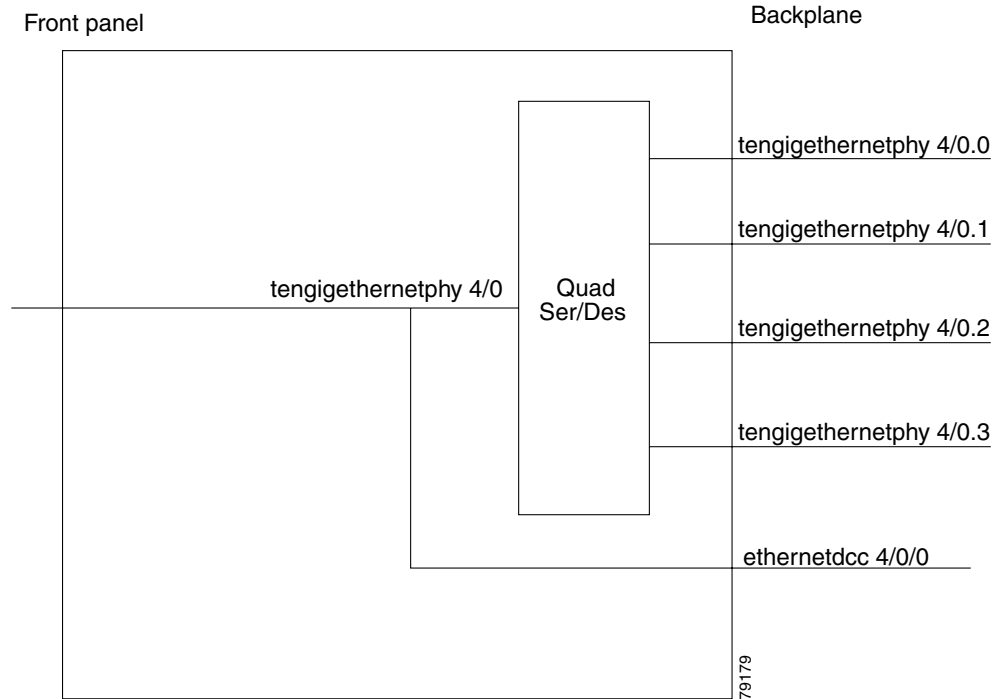 Front panel
Backplane
tengigethernetphy 4/0.0
tengigethernetphy 4/0.1
tengigethernetphy 4/0
Quad
Ser/Des
tengigethernetphy 4/0.2
tengigethernetphy 4/0.3
ethernetdcc 4/0/0
79179